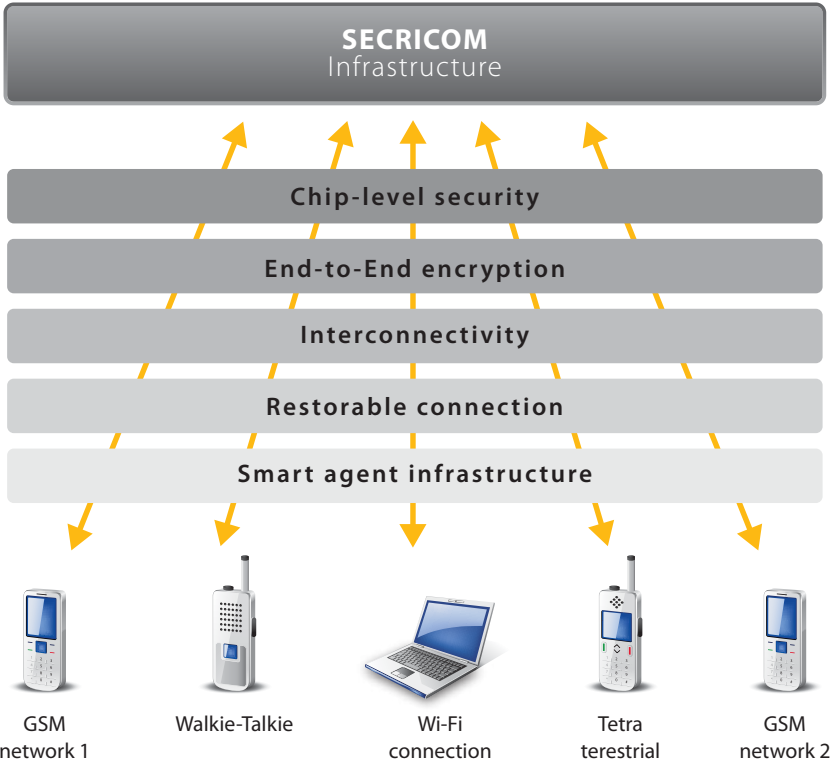 SECRICOM
Infrastructure
Chip-level security
End-to-End encryption
Interconnectivity
Restorable connection
Smart agent infrastructure
GSM
network 1
Walkie-Talkie
Wi-Fi
connection
Tetra
terestrial
GSM
network 2